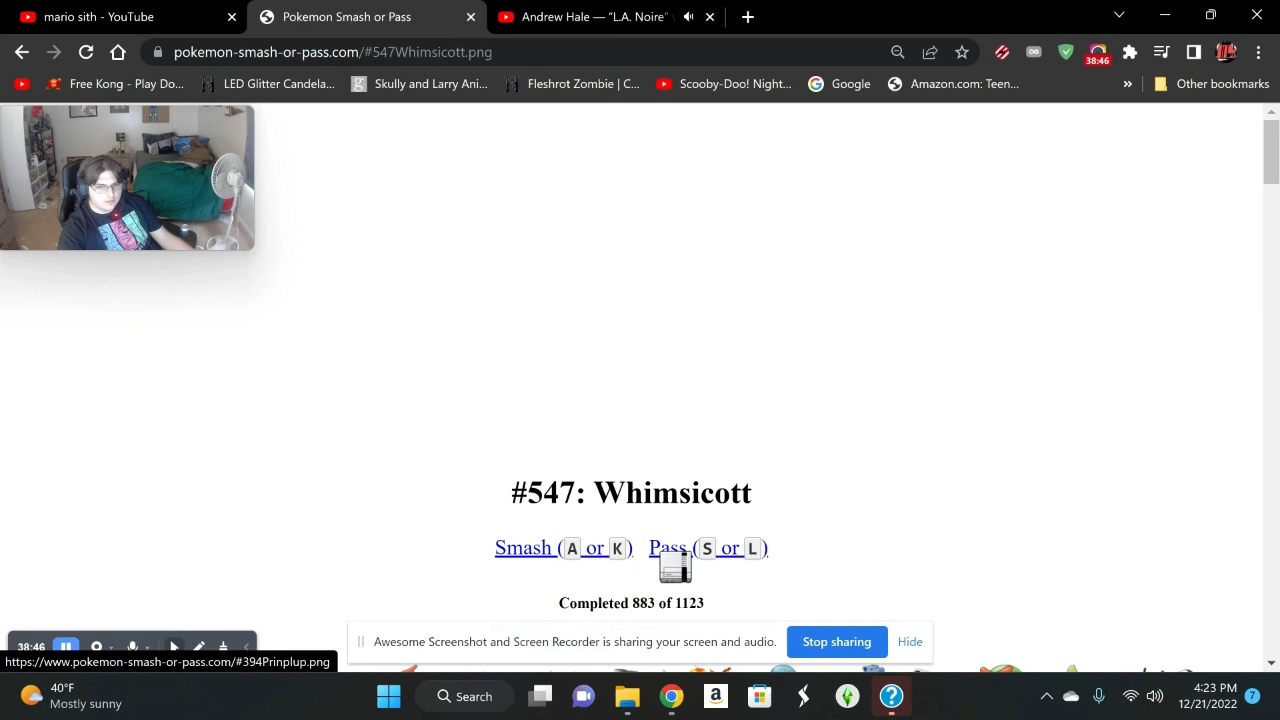 mario sith - YouTube
Pokemon Smash or Pass
Andrew Hale — "L.A. Noire"
pokemon-smash-or-pass.com/#547Whimsicott.png
38:46
Free Kong - Play Do...
LED Glitter Candela...
Skully and Larry Ani...
Fleshrot Zombie | C...
Scooby-Doo! Night...
Google
Amazon.com: Teen...
»
Other bookmarks
#547: Whimsicott
Smash (A or K) Pass (S or L)
Completed 883 of 1123
Awesome Screenshot and Screen Recorder is sharing your screen and audio.
Stop sharing
Hide
38:46
https://www.pokemon-smash-or-pass.com/#394Prinplup.png
40°F
Mostly sunny
Search
4:23 PM
12/21/2022
7